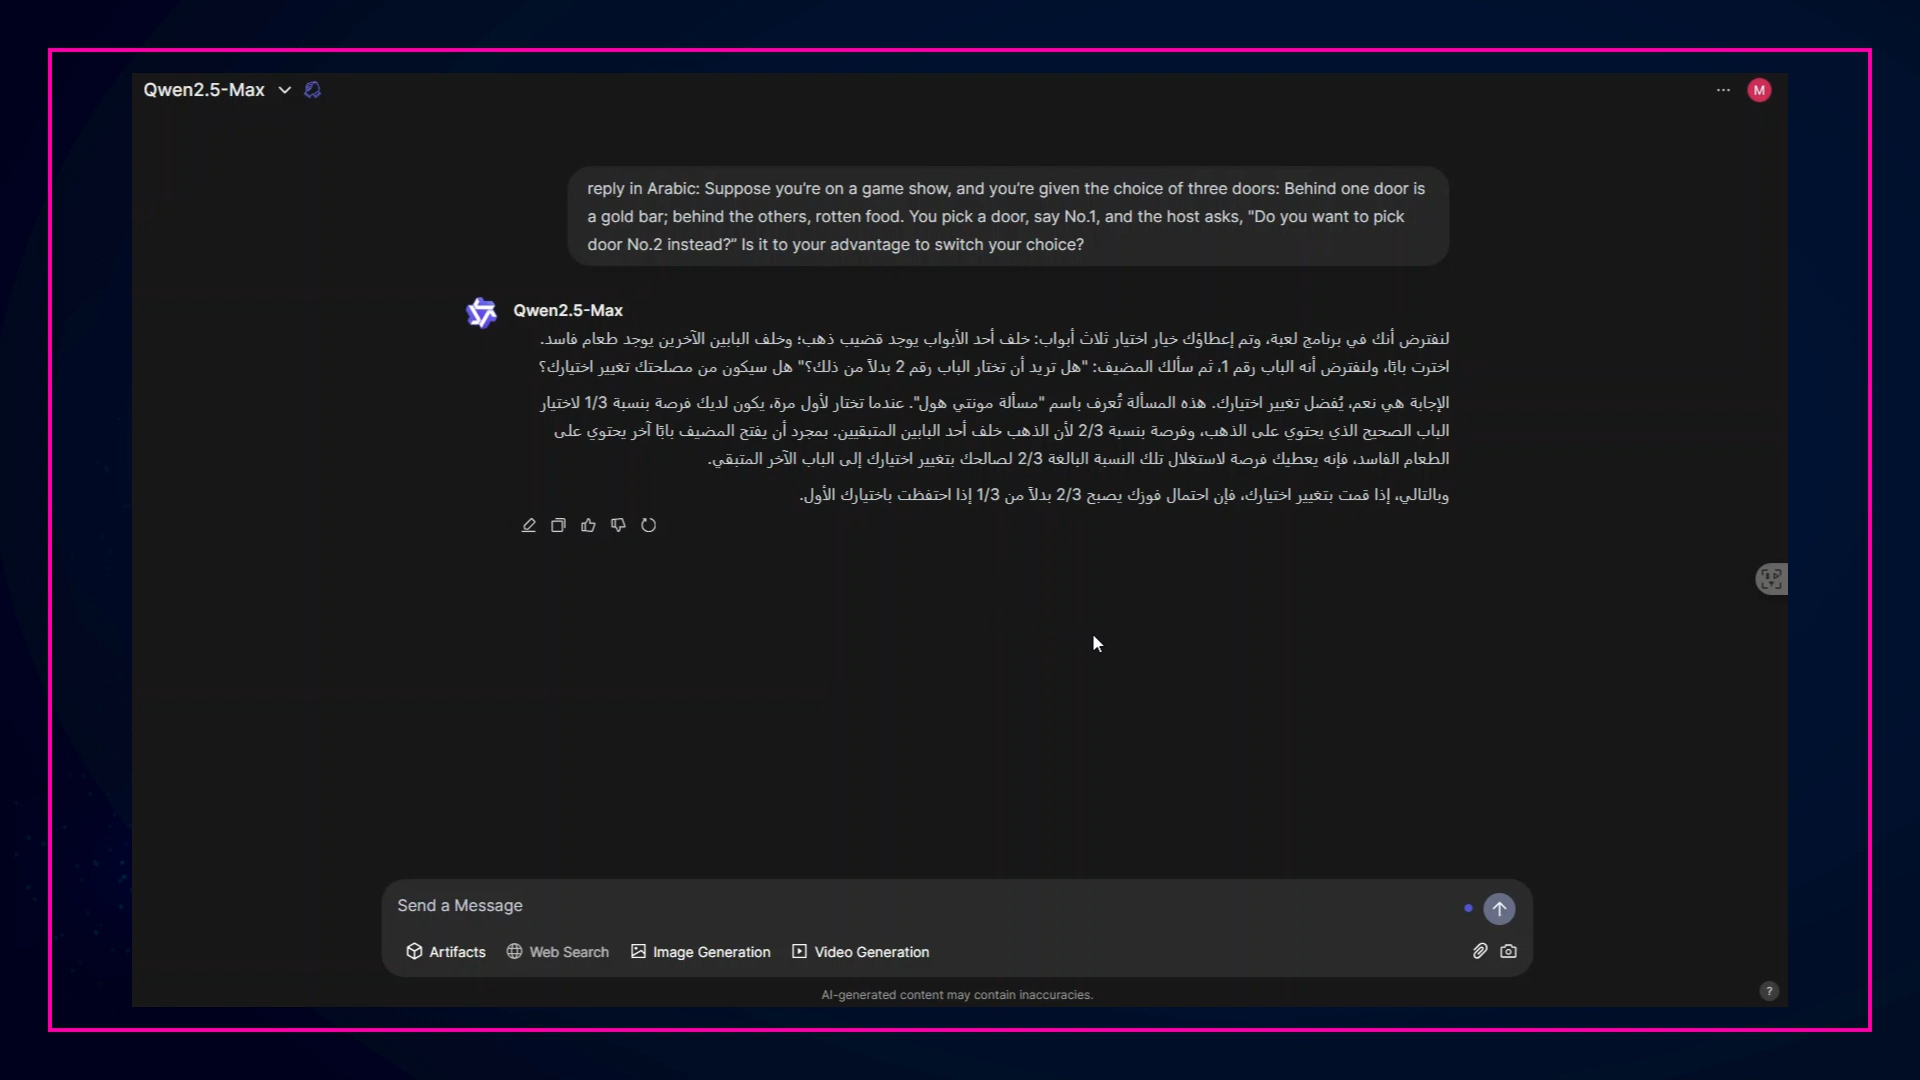 Qwen2.5-Max
M
reply in Arabic: Suppose you're on a game show, and you're given the choice of three doors: Behind one door is
a gold bar; behind the others, rotten food. You pick a door, say No.1, and the host asks, "Do you want to pick
door No.2 instead?" Is it to your advantage to switch your choice?
Qwen2.5-Max
لنفترض أنك في برنامج لعبة، وتم إعطاؤك خيار اختيار ثلاث أبواب: خلف أحد الأبواب يوجد قضيب ذهب؛ وخلف البابين الآخرين يوجد طعام فاسد.
اخترت بابًا، ولنفترض أنه الباب رقم 1، ثم سألك المضيف: "هل تريد أن تختار الباب رقم 2 بدلاً من ذلك؟" هل سيكون من مصلحتك تغيير اختيارك؟
الإجابة هي نعم، يُفضل تغيير اختيارك. هذه المسألة تُعرف باسم "مسألة مونتي هول". عندما تختار لأول مرة، يكون لديك فرصة بنسبة 1/3 لاختيار
الباب الصحيح الذي يحتوي على الذهب، وفرصة بنسبة 2/3 لأن الذهب خلف أحد البابين المتبقيين. بمجرد أن يفتح المضيف بابًا آخر يحتوي على
الطعام الفاسد، فإنه يعطيك فرصة لاستغلال تلك النسبة البالغة 2/3 لصالحك بتغيير اختيارك إلى الباب الآخر المتبقي.
وبالتالي، إذا قمت بتغيير اختيارك، فإن احتمال فوزك يصبح 2/3 بدلاً من 1/3 إذا احتفظت باختيارك الأول.
Send a Message
Artifacts Web Search Image Generation Video Generation
AI-generated content may contain inaccuracies.
?